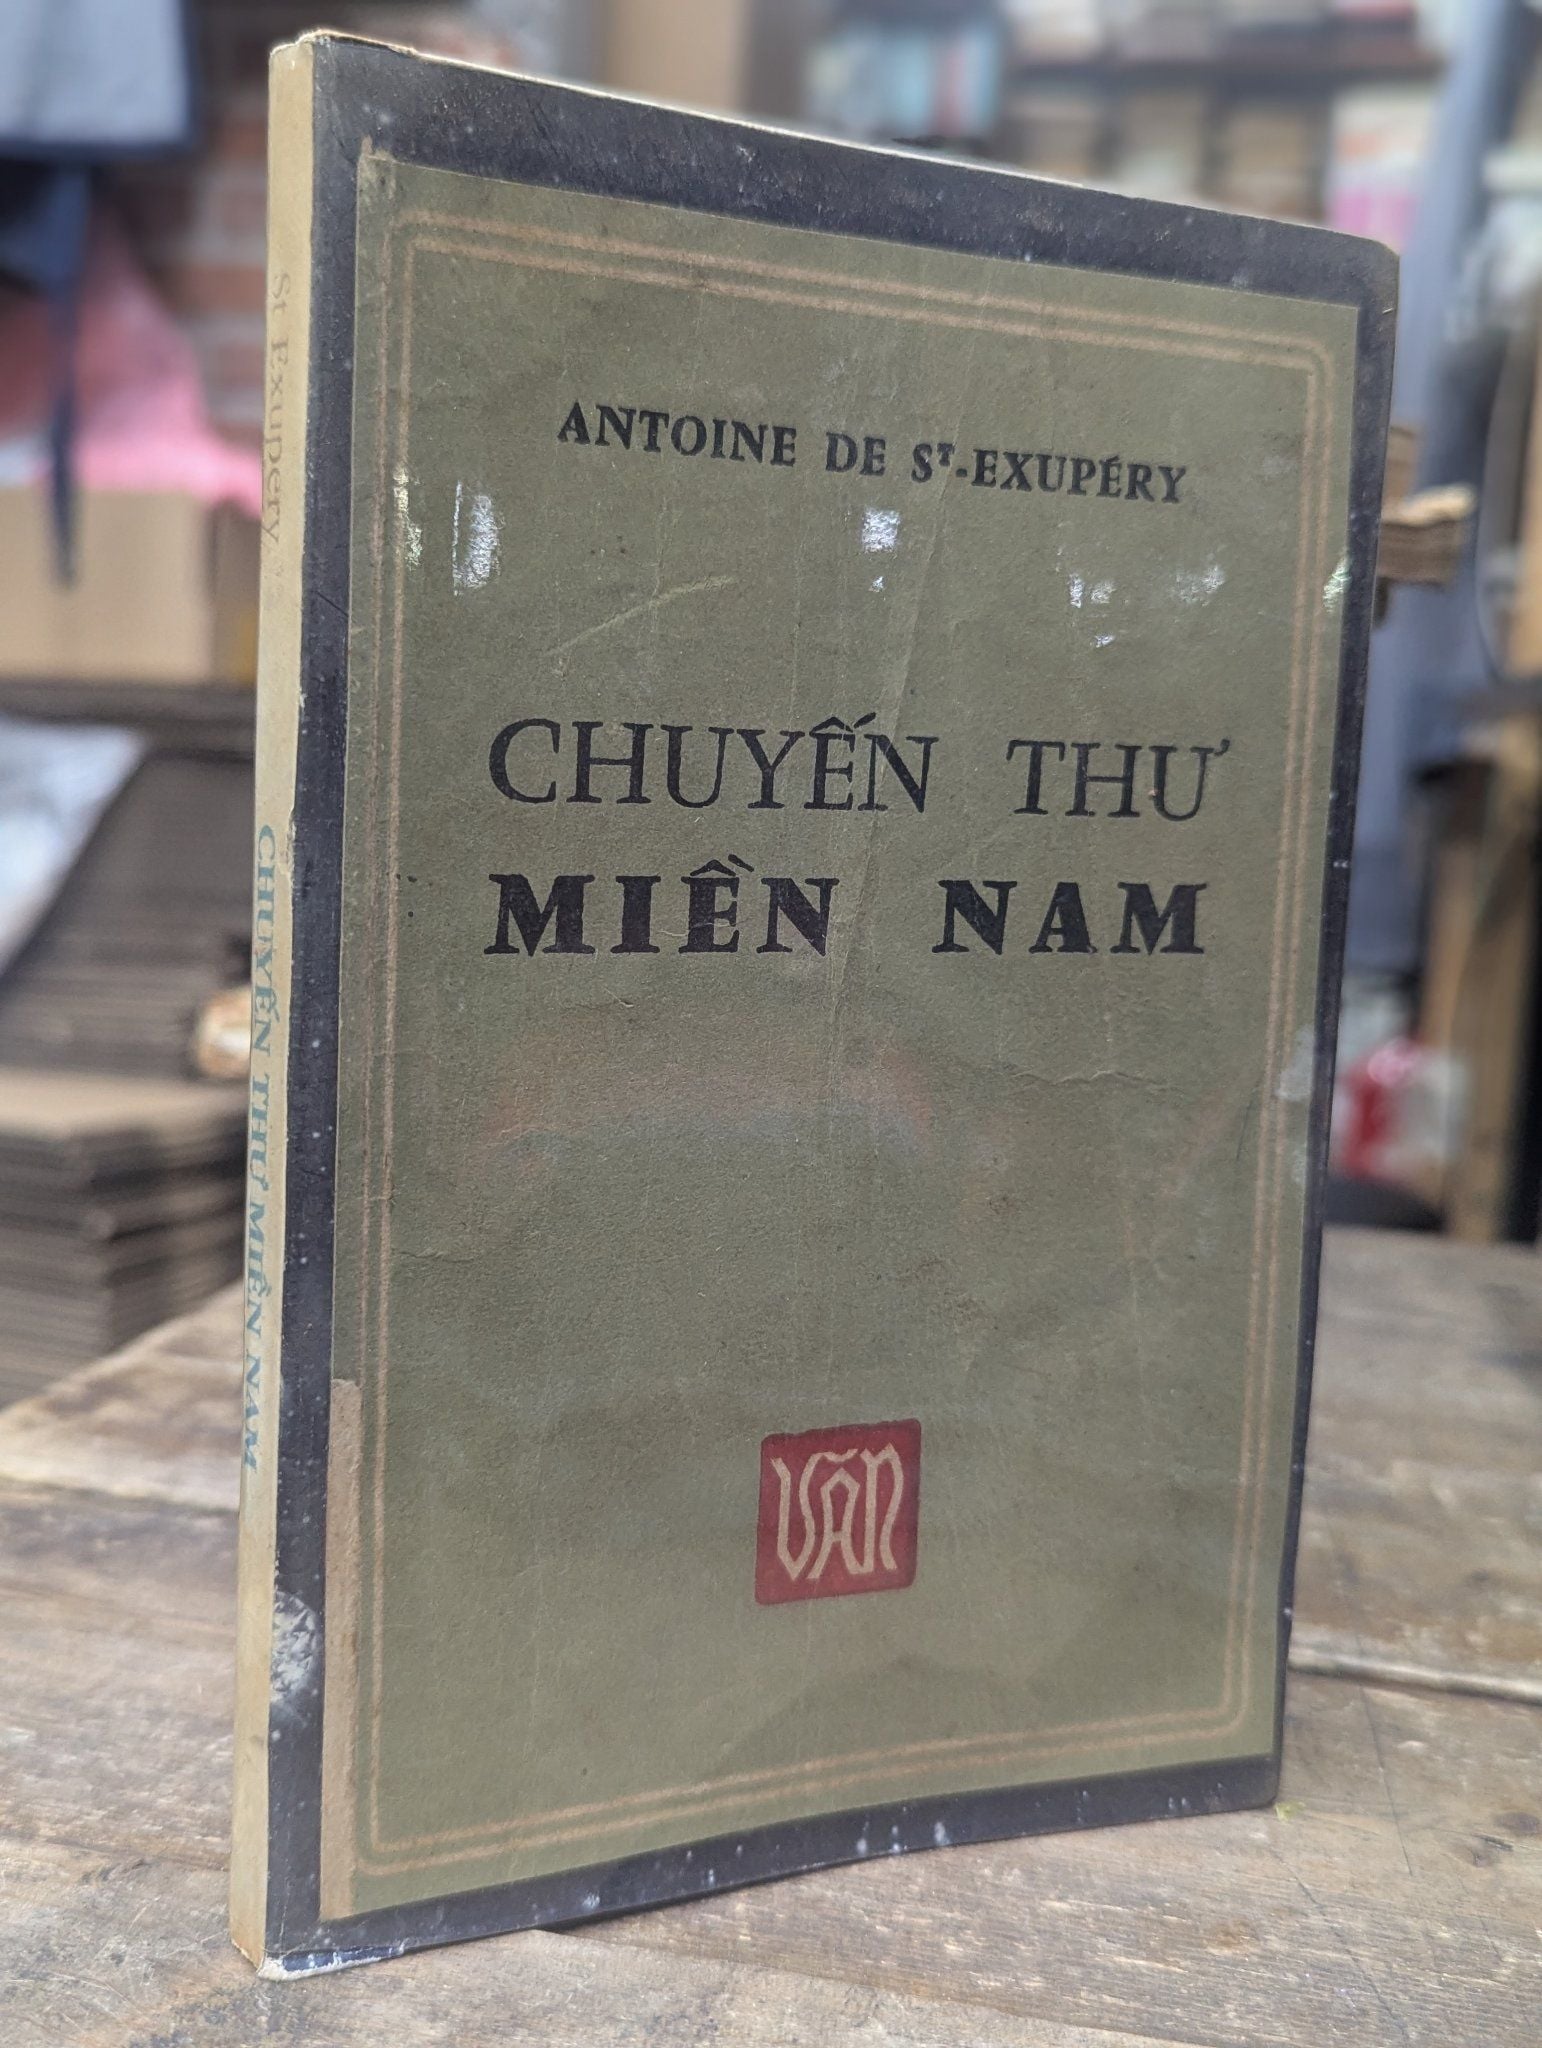 ANTOINE DE Sᵀ-EXUPÉRY
CHUYẾN THƯ
MIỀN NAM
VĂN
St Exupery
CHUYẾN THƯ MIỀN NAM